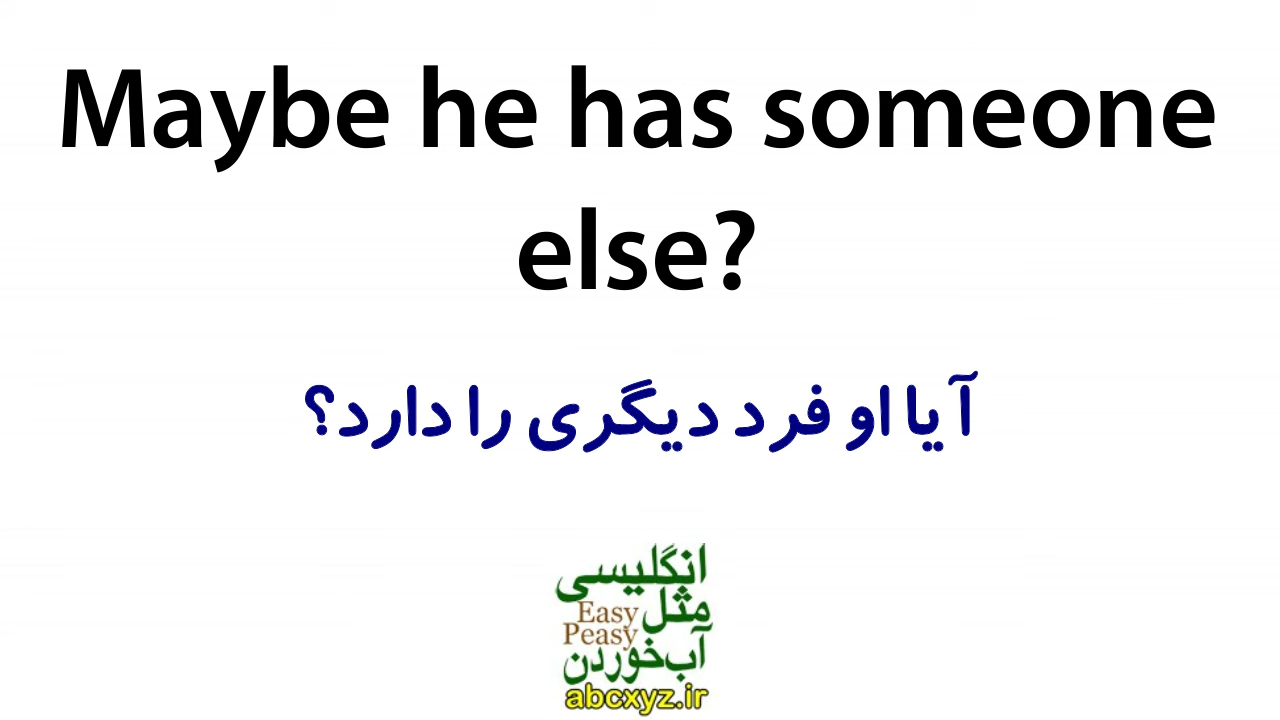 Maybe he has someone
else?
آیا او فرد دیگری را دارد؟
انگلیسی
مثل
Easy
Peasy
آب‌خوردن
abcxyz.ir